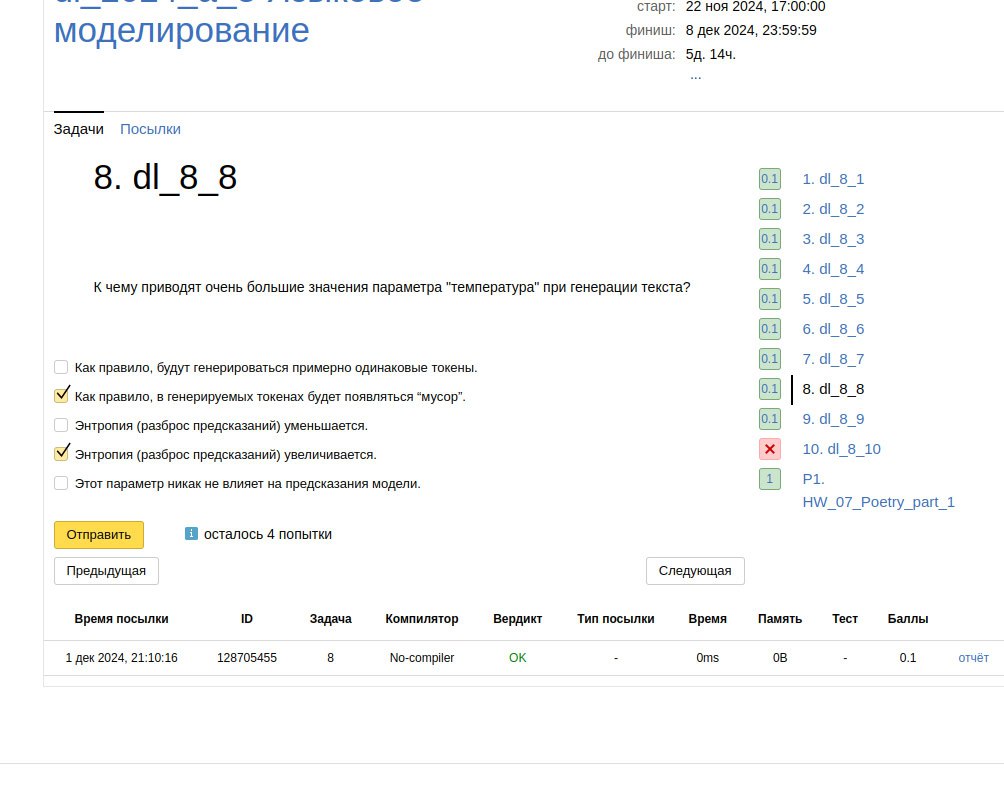 моделирование
старт: 22 ноя 2024, 17:00:00
финиш: 8 дек 2024, 23:59:59
до финиша: 5д. 14ч.
...
Задачи Посылки
8. dl_8_8
К чему приводят очень большие значения параметра "температура" при генерации текста?
Как правило, будут генерироваться примерно одинаковые токены.
Как правило, в генерируемых токенах будет появляться “мусор”.
Энтропия (разброс предсказаний) уменьшается.
Энтропия (разброс предсказаний) увеличивается.
Этот параметр никак не влияет на предсказания модели.
Отправить
осталось 4 попытки
Предыдущая
Следующая
0.1 1. dl_8_1
0.1 2. dl_8_2
0.1 3. dl_8_3
0.1 4. dl_8_4
0.1 5. dl_8_5
0.1 6. dl_8_6
0.1 7. dl_8_7
0.1 8. dl_8_8
0.1 9. dl_8_9
10. dl_8_10
1 P1.
HW_07_Poetry_part_1
Время посылки ID Задача Компилятор Вердикт Тип посылки Время Память Тест Баллы
1 дек 2024, 21:10:16 128705455 8 No-compiler OK - 0ms 0B - 0.1 отчёт